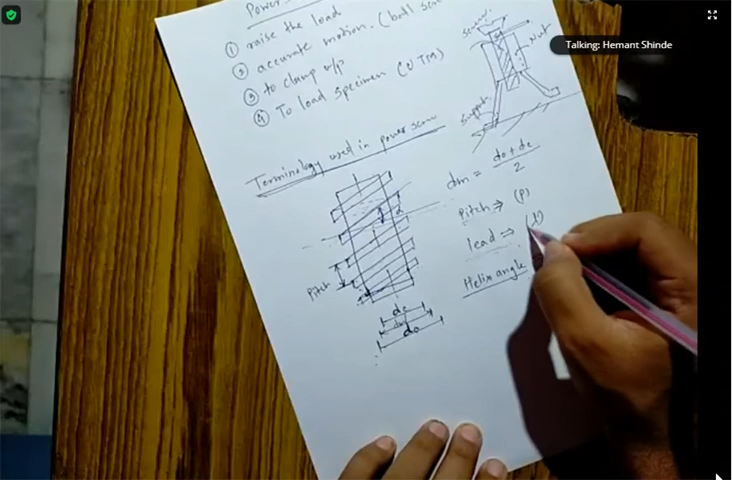 Power
Talking: Hemant Shinde
① raise the load
② accurate motion. (ball scre
③ to clamp w/p
④ To load specimen (UTM)
Screw
Nut
Support
Terminology used in power screw
dm = do + dc
2
Pitch → (p)
lead ⇒ (l)
Helix angle
α
Pitch
dc
dm
do